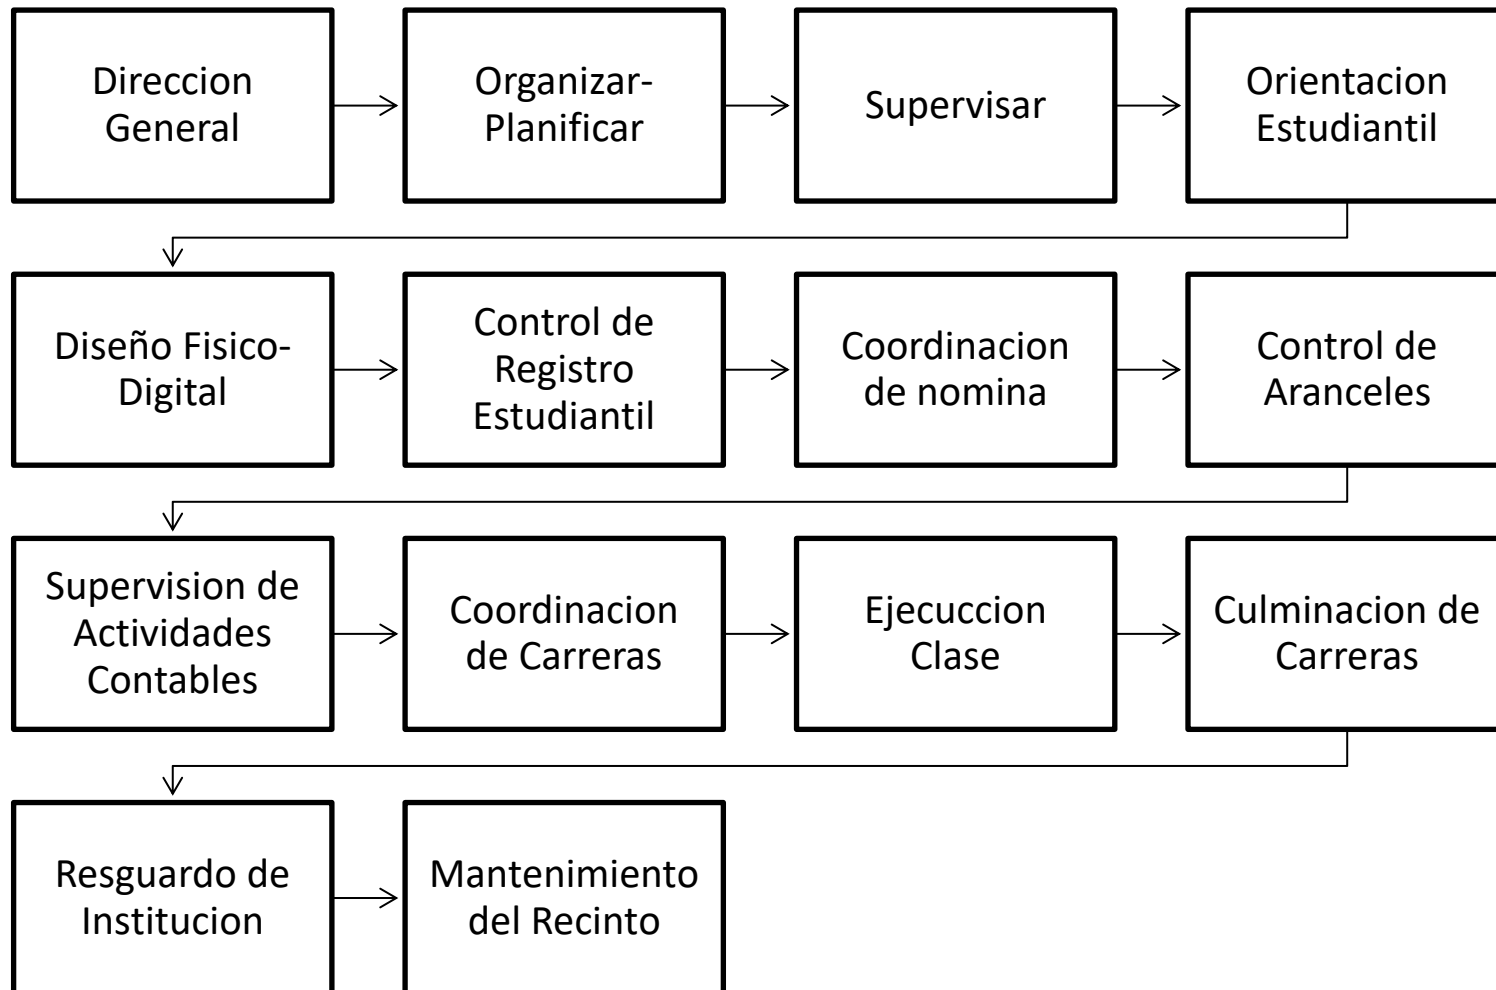 Direccion
General
Organizar-
Planificar
Supervisar
Orientacion
Estudiantil
Diseño Fisico-
Digital
Control de
Registro
Estudiantil
Coordinacion
de nomina
Control de
Aranceles
Supervision de
Actividades
Contables
Coordinacion
de Carreras
Ejecuccion
Clase
Culminacion de
Carreras
Resguardo de
Institucion
Mantenimiento
del Recinto